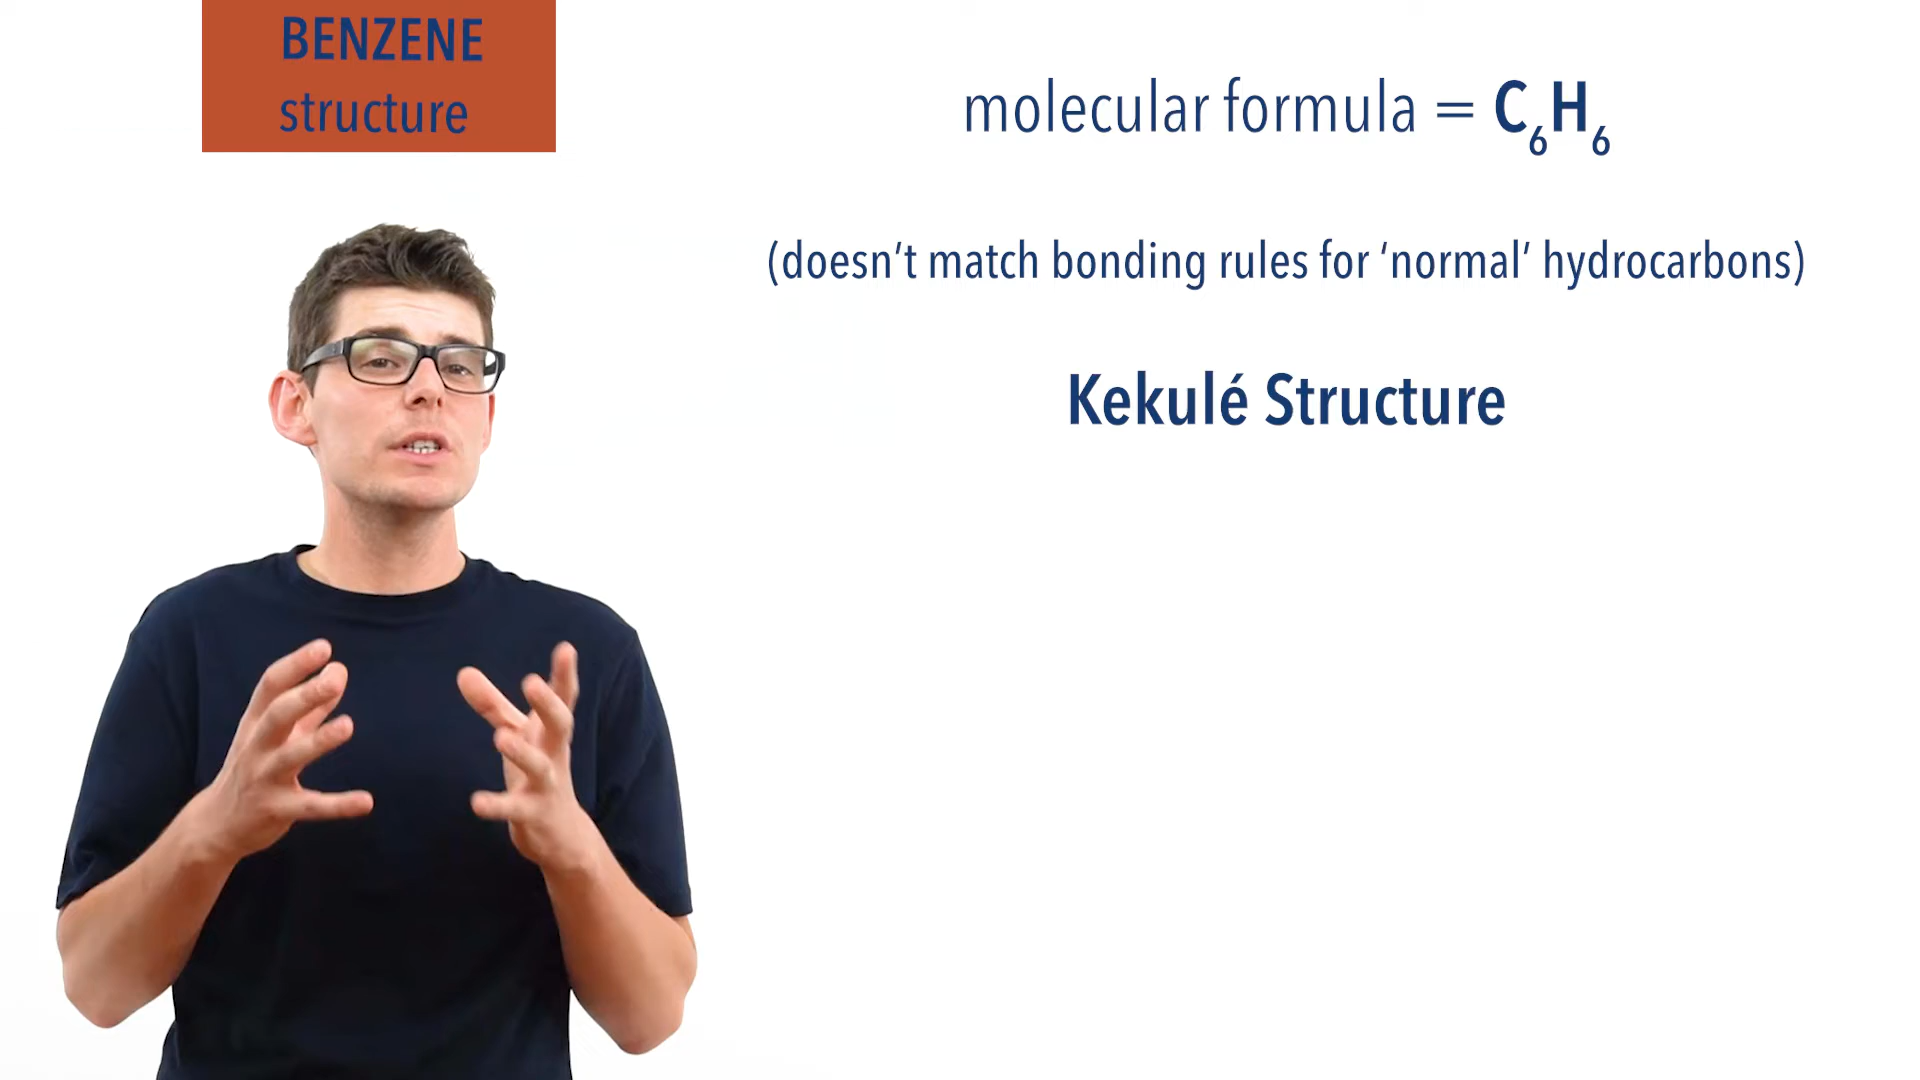 BENZENE
structure
molecular formula = C₆H₆
(doesn’t match bonding rules for ‘normal’ hydrocarbons)
Kekulé Structure